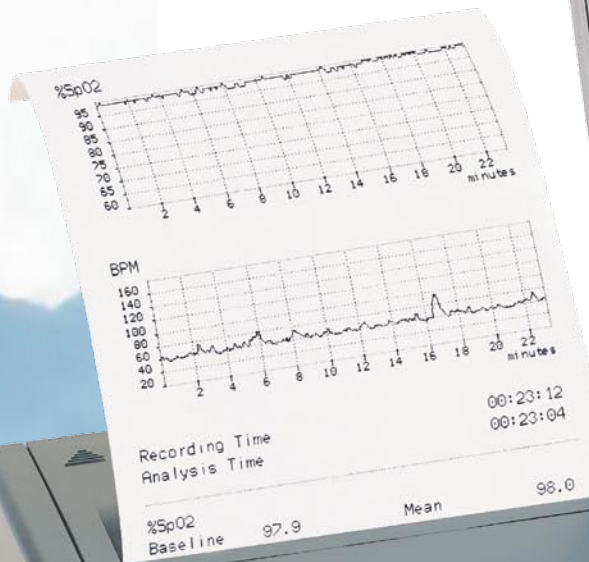 %SpO2
95
90
85
80
75
70
65
60
2 4 6 8 10 12 14 16 18 20 22
minutes
BPM
160
140
120
100
80
60
40
20
2 4 6 8 10 12 14 16 18 20 22
minutes
Recording Time 00:23:12
Analysis Time 00:23:04
%SpO2
Baseline 97.9 Mean 98.0